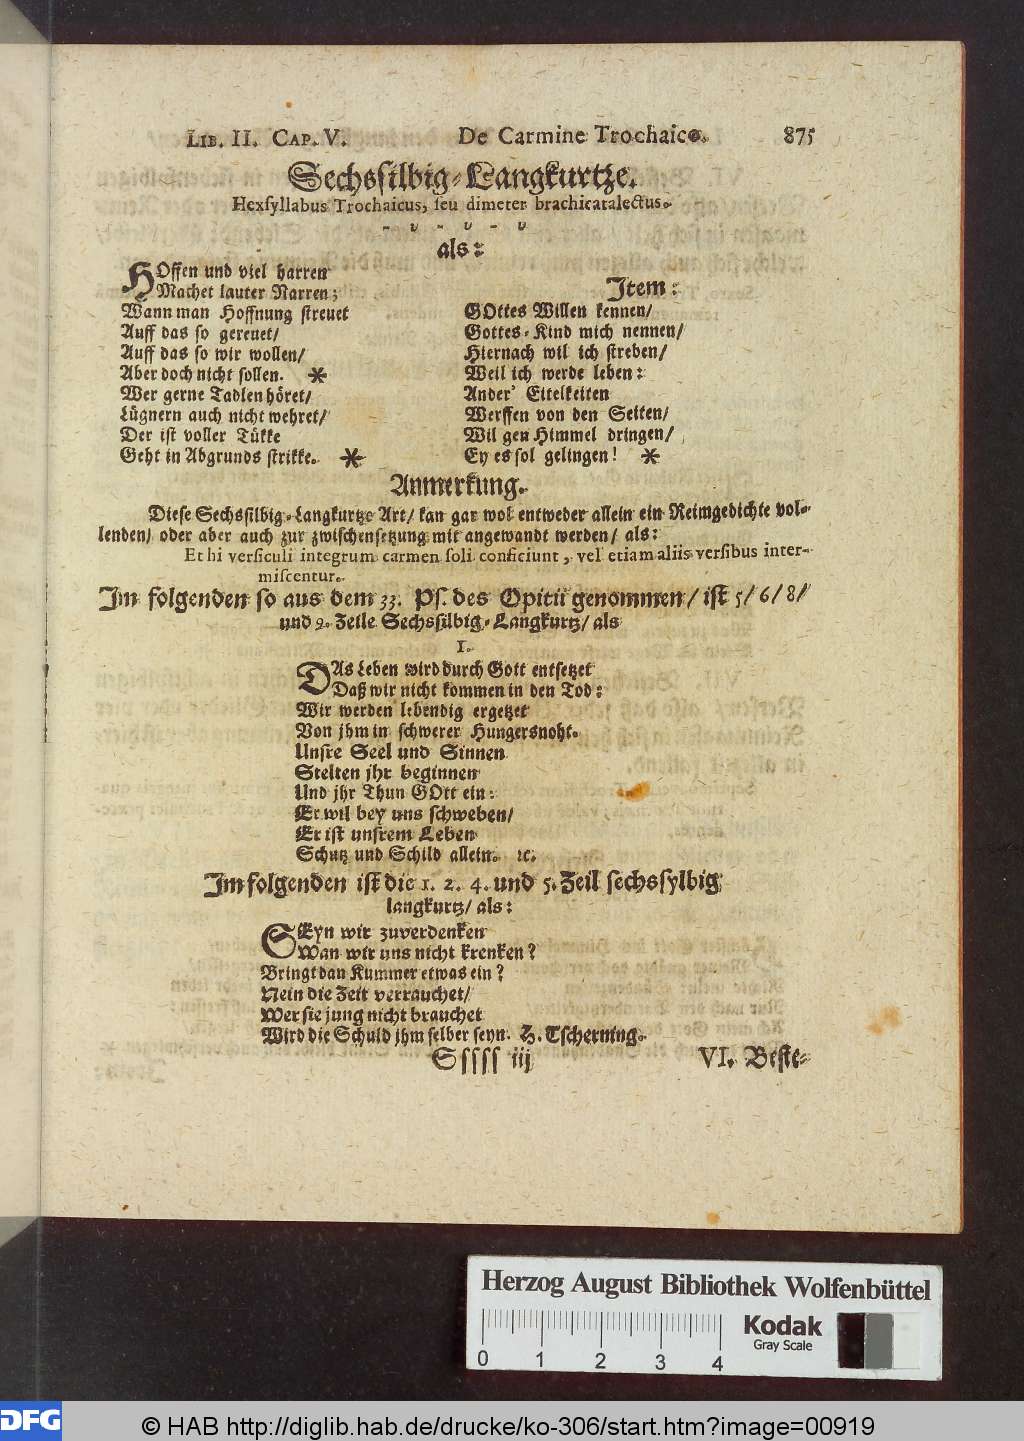 LIB. II. CAP. V. De Carmine Trochaico. 875
Sechssilbig-Langkurtze.
Hexsyllabus Trochaicus, seu dimeter brachicatalectus.
- υ - υ - υ
als:
HOffen und viel harren
Machet lauter Narren;
Wann man Hoffnung streuet
Auff das so gereuet/
Auff das so wir wollen/
Aber doch nicht sollen. *
Wer gerne Tadlen höret/
Lügnern auch nicht wehret/
Der ist voller Tükke
Geht in Abgrunds strikke. *
Item:
GOttes Willen kennen/
Gottes-Kind mich nennen/
Hiernach wil ich streben/
Weil ich werde leben:
Ander' Eitelkeiten
Werffen von den Seiten/
Wil gen Himmel dringen/
Ey es sol gelingen! *
Anmerkung.
Diese Sechssilbig-Langkurtze Art/ kan gar wol entweder allein ein Reimgedichte vol-
lenden/ oder aber auch zur zwischensetzung mit angewandt werden/ als:
Et hi versiculi integrum carmen soli conficiunt, vel etiam aliis versibus inter-
miscentur.
Im folgenden so aus dem 33. Ps. des Opitii genommen/ ist 5/ 6/ 8/
und 9. Zeile Sechssilbig-Langkurtz/ als
1.
DAs Leben wird durch Gott entsetzet
Daß wir nicht kommen in den Tod:
Wir werden lebendig ergetzet
Von jhm in schwerer Hungersnoht.
Unsre Seel und Sinnen
Stelten jhr beginnen
Und jhr Thun GOtt ein:
Er wil bey uns schweben/
Er ist unsrem Leben
Schutz und Schild allein. ꝛc.
Im folgenden ist die 1. 2. 4. und 5. Zeil sechssylbig
langkurtz/ als:
SEyn wir zuverdenken
Wan wir uns nicht krenken?
Bringt dan Kummer etwas ein?
Nein die Zeit verrauchet/
Wer sie jung nicht brauchet
Wird die Schuld jhm selber seyn. H. Tscherning.
Sssss iij VI. Beste-
Herzog August Bibliothek Wolfenbüttel
0 1 2 3 4
Kodak
Gray Scale
DFG
© HAB http://diglib.hab.de/drucke/ko-306/start.htm?image=00919